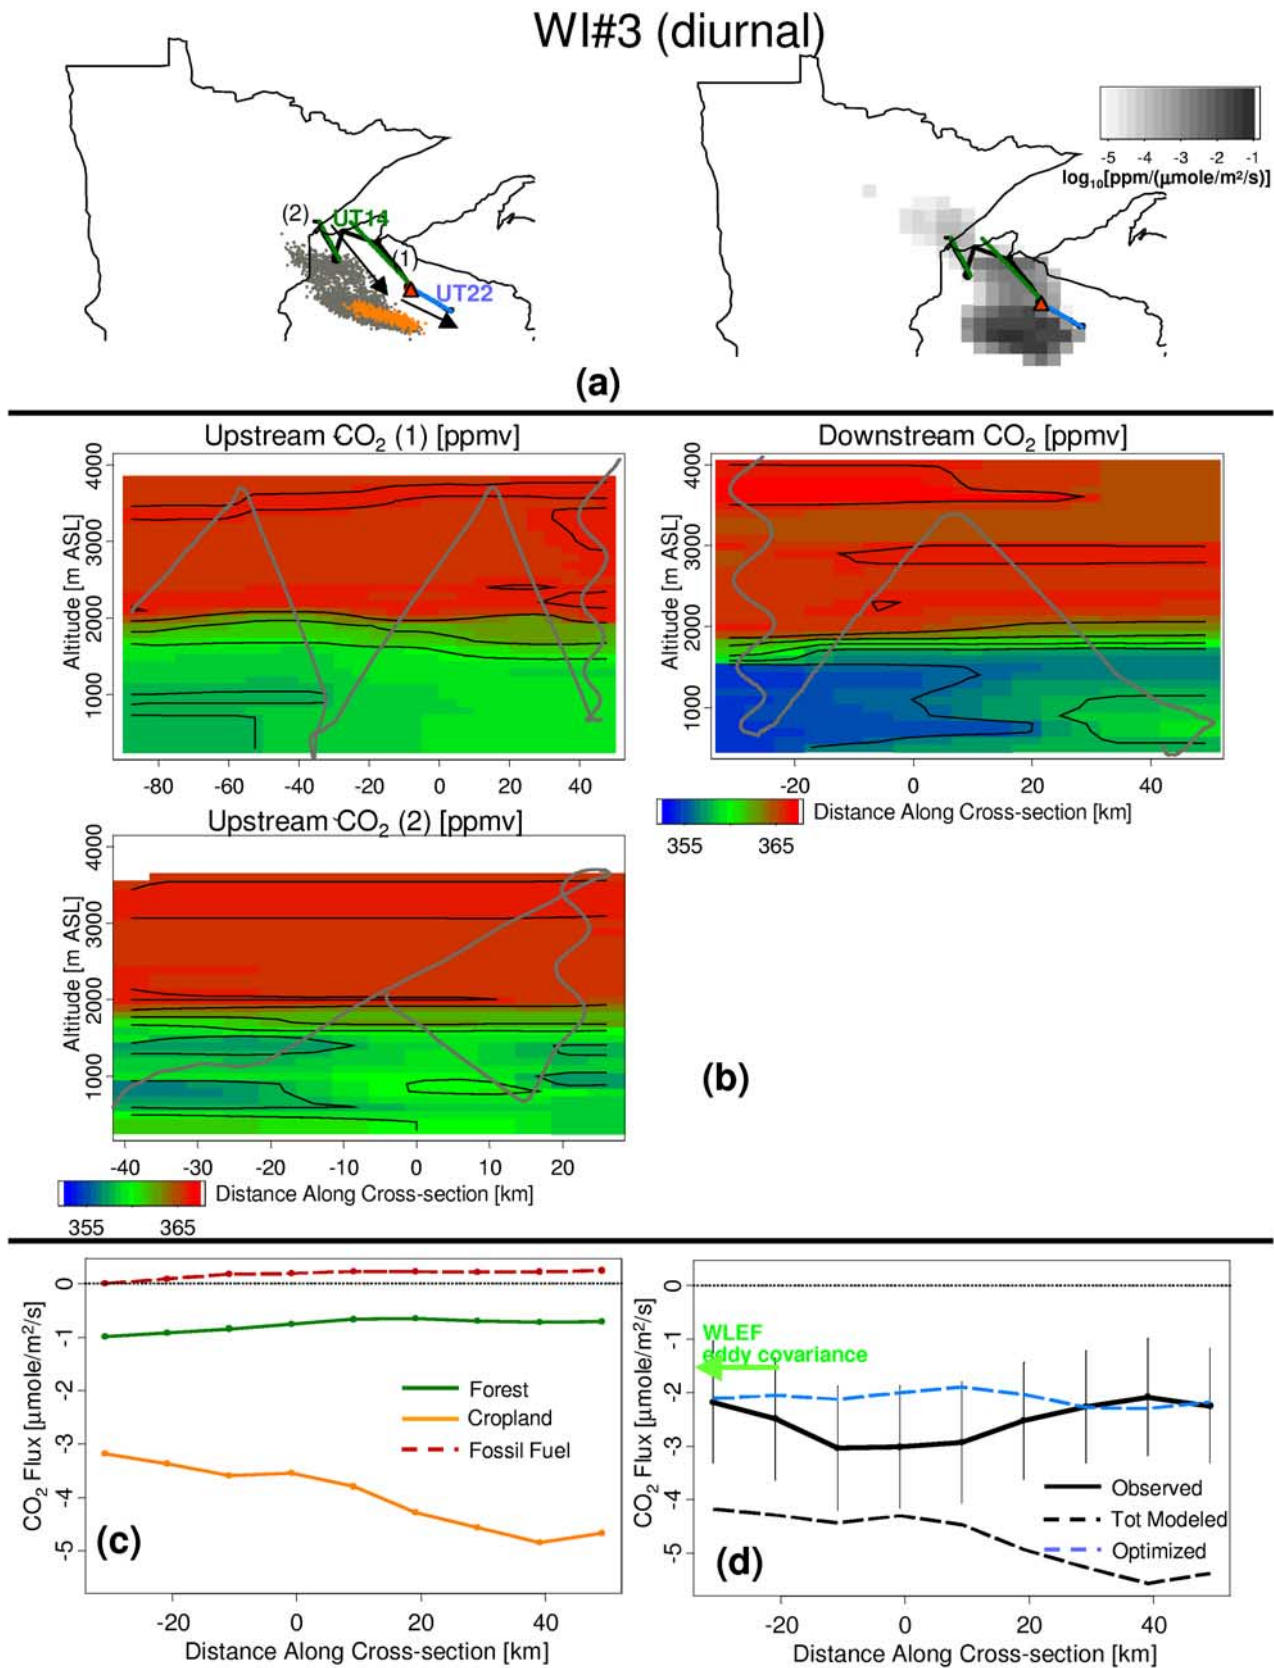 WI#3 (diurnal)
(2)
UT14
(1)
UT22
-5 -4 -3 -2 -1
log10[ppm/(μmole/m²/s)]
(a)
Upstream CO2 (1) [ppmv]
Altitude [m ASL]
1000 2000 3000 4000
-80 -60 -40 -20 0 20 40
Downstream CO2 [ppmv]
Altitude [m ASL]
1000 2000 3000 4000
-20 0 20 40
Distance Along Cross-section [km]
355 365
Upstream CO2 (2) [ppmv]
Altitude [m ASL]
1000 2000 3000 4000
-40 -30 -20 -10 0 10 20
Distance Along Cross-section [km]
355 365
(b)
CO2 Flux [μmole/m²/s]
0
-1
-2
-3
-4
-5
Forest
Cropland
Fossil Fuel
(c)
-20 0 20 40
Distance Along Cross-section [km]
CO2 Flux [μmole/m²/s]
0
-1
-2
-3
-4
-5
WLEF
eddy covariance
Observed
Tot Modeled
Optimized
(d)
-20 0 20 40
Distance Along Cross-section [km]